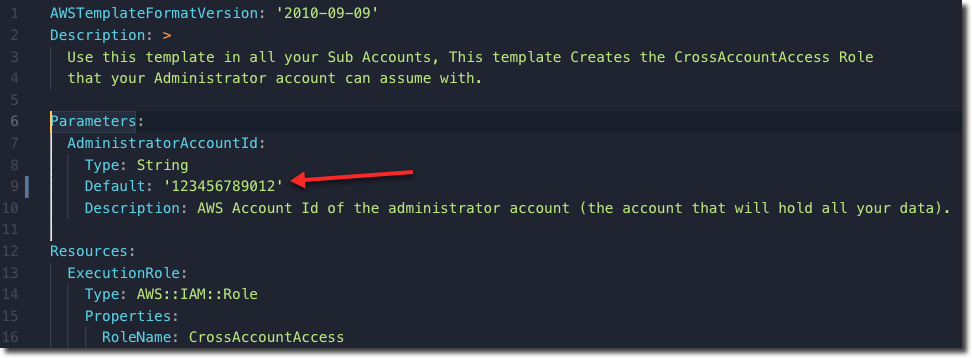 1 AWSTemplateFormatVersion: '2010-09-09'
2 Description: >
3 Use this template in all your Sub Accounts, This template Creates the CrossAccountAccess Role
4 that your Administrator account can assume with.
5
6 Parameters:
7 AdministratorAccountId:
8 Type: String
9 Default: '123456789012'
10 Description: AWS Account Id of the administrator account (the account that will hold all your data).
11
12 Resources:
13 ExecutionRole:
14 Type: AWS::IAM::Role
15 Properties:
16 RoleName: CrossAccountAccess